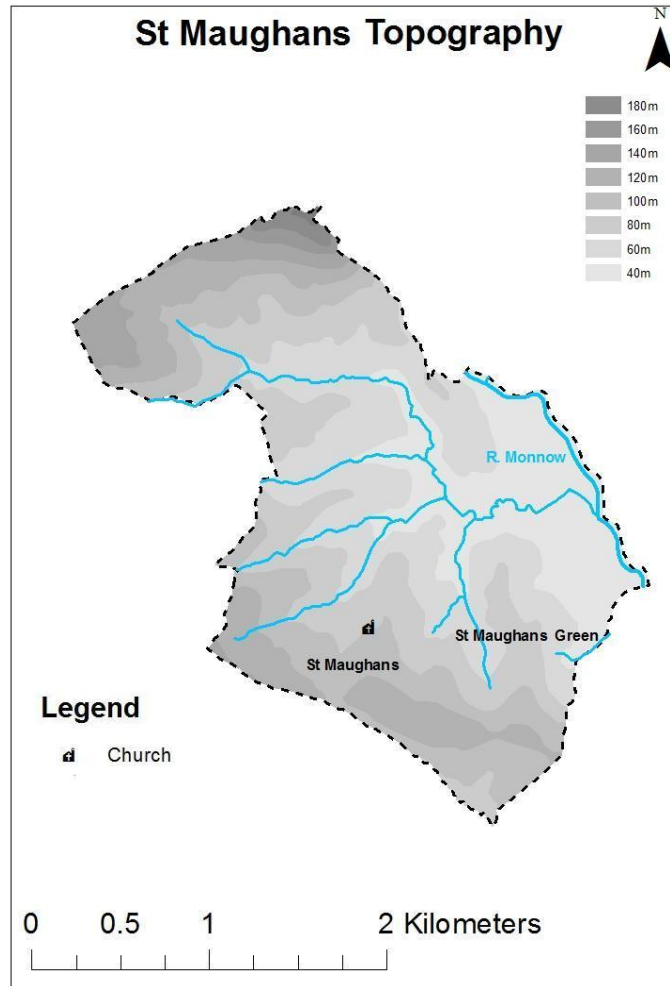 St Maughans Topography
N
180m
160m
140m
120m
100m
80m
60m
40m
R. Monnow
St Maughans Green
St Maughans
Legend
Church
0 0.5 1 2 Kilometers